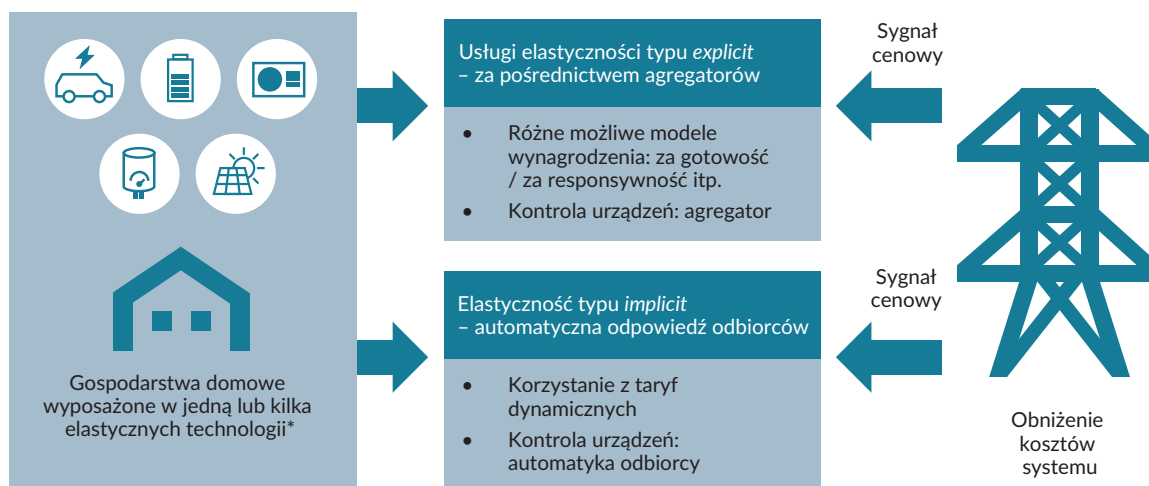 Gospodarstwa domowe
wyposażone w jedną lub kilka
elastycznych technologii*
Usługi elastyczności typu explicit
– za pośrednictwem agregatorów
• Różne możliwe modele
wynagrodzenia: za gotowość
/ za responsywność itp.
• Kontrola urządzeń: agregator
Elastyczność typu implicit
– automatyczna odpowiedź odbiorców
• Korzystanie z taryf
dynamicznych
• Kontrola urządzeń:
automatyka odbiorcy
Sygnał
cenowy
Sygnał
cenowy
Obniżenie
kosztów
systemu